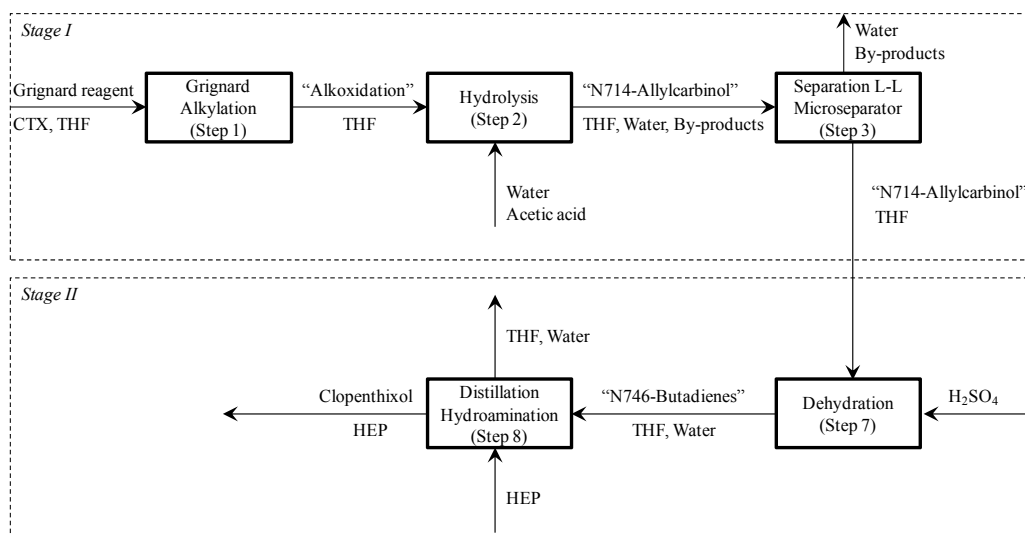 Stage I
Water
By-products
Grignard reagent
CTX, THF
Grignard
Alkylation
(Step 1)
“Alkoxidation”
THF
Hydrolysis
(Step 2)
“N714-Allylcarbinol”
THF, Water, By-products
Separation L-L
Microseparator
(Step 3)
Water
Acetic acid
“N714-Allylcarbinol”
THF
Stage II
THF, Water
Clopenthixol
HEP
Distillation
Hydroamination
(Step 8)
“N746-Butadienes”
THF, Water
Dehydration
(Step 7)
H₂SO₄
HEP